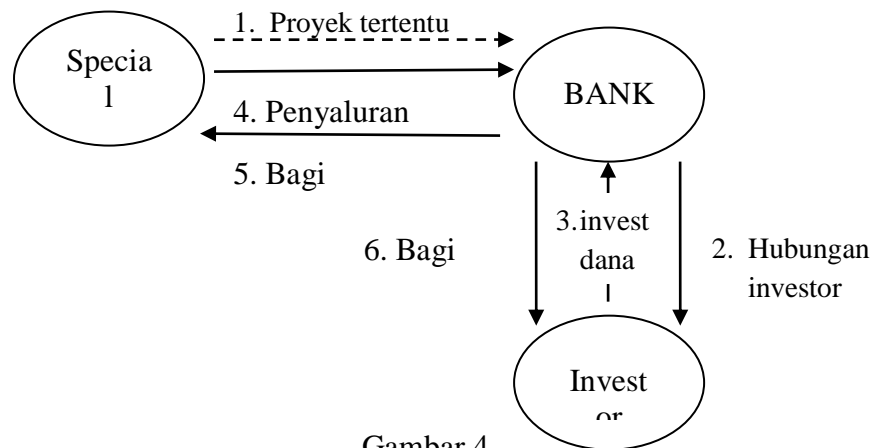 1. Proyek tertentu
Specia
l
BANK
4. Penyaluran
5. Bagi
6. Bagi
3.invest
dana
2. Hubungan
investor
Invest
or
Gambar 4